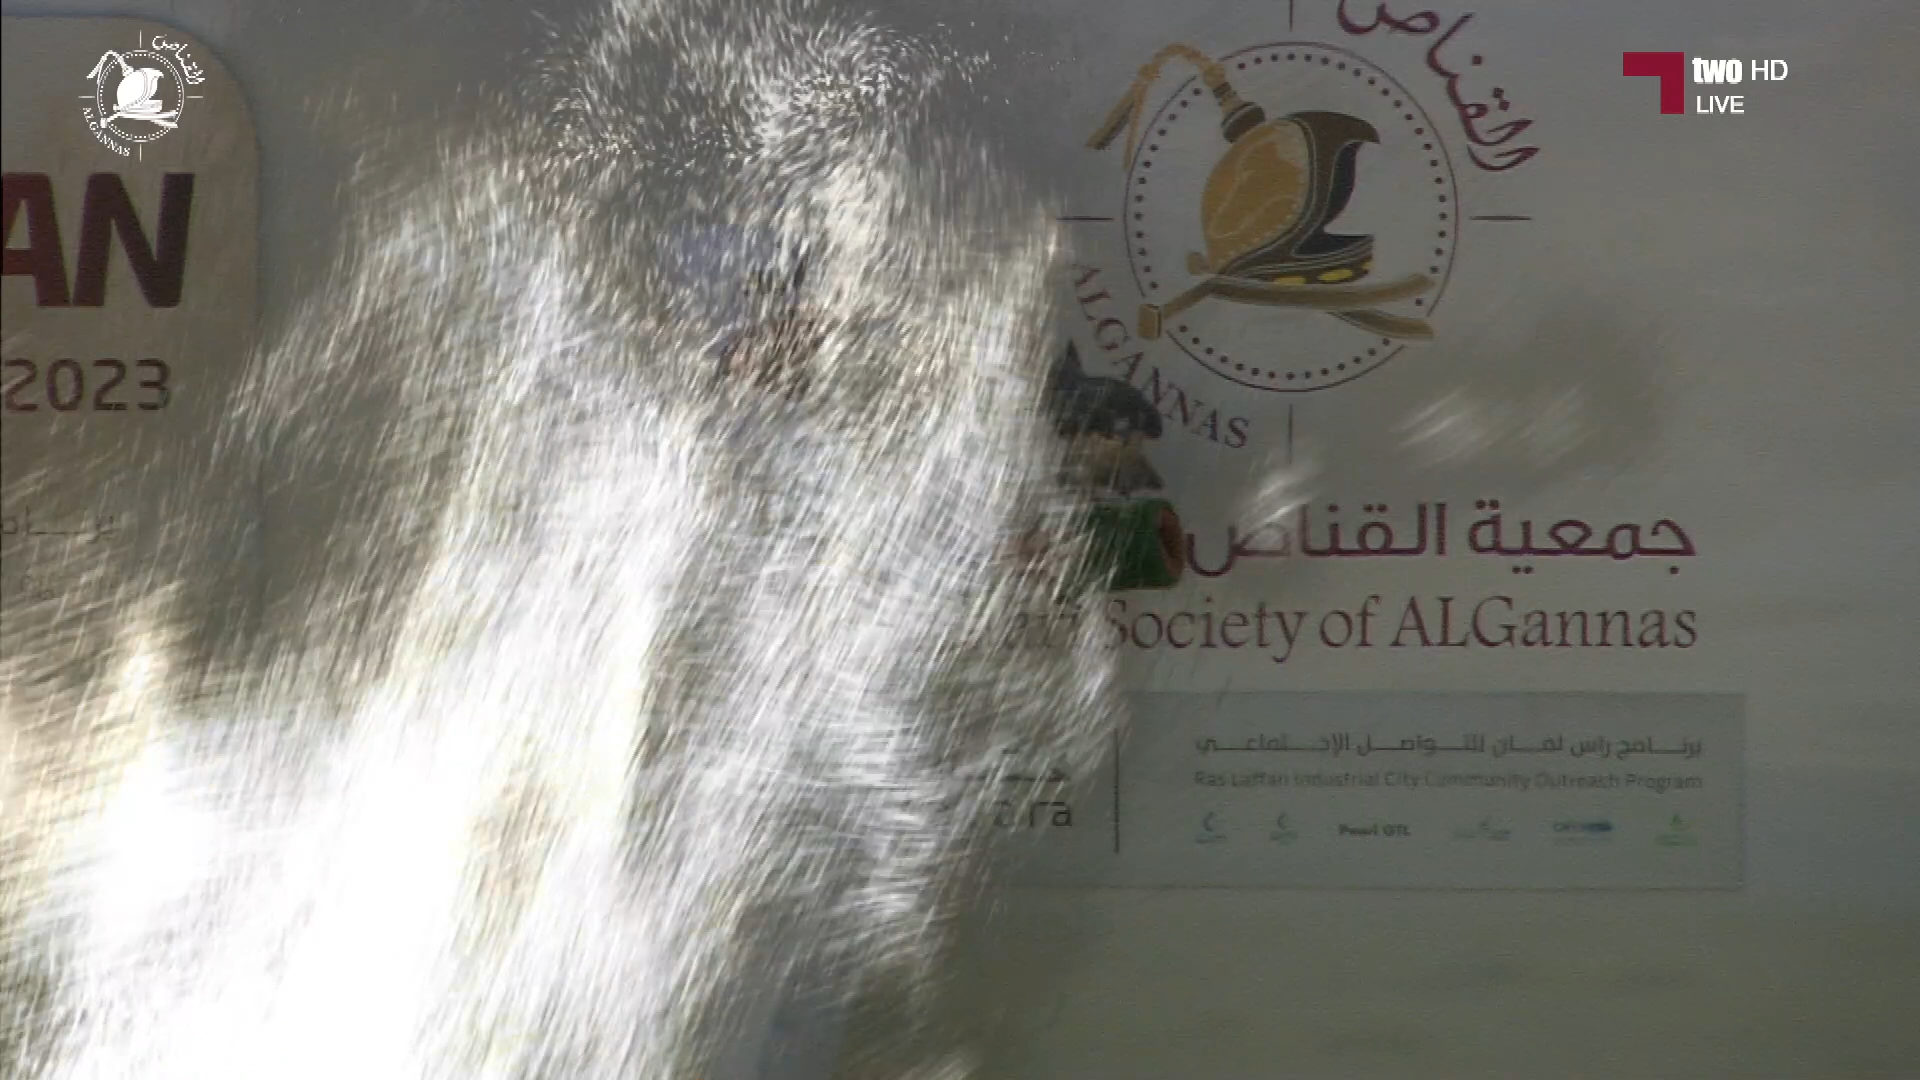 القناص
ALGANNAS
two HD
LIVE
AN
2023
القناص
ALGANNAS
جمعية القناص
Society of ALGannas
برنامج راس لفان للتواصل الإجتماعي
Ras Laffan Industrial City Community Outreach Program
Pearl GTL